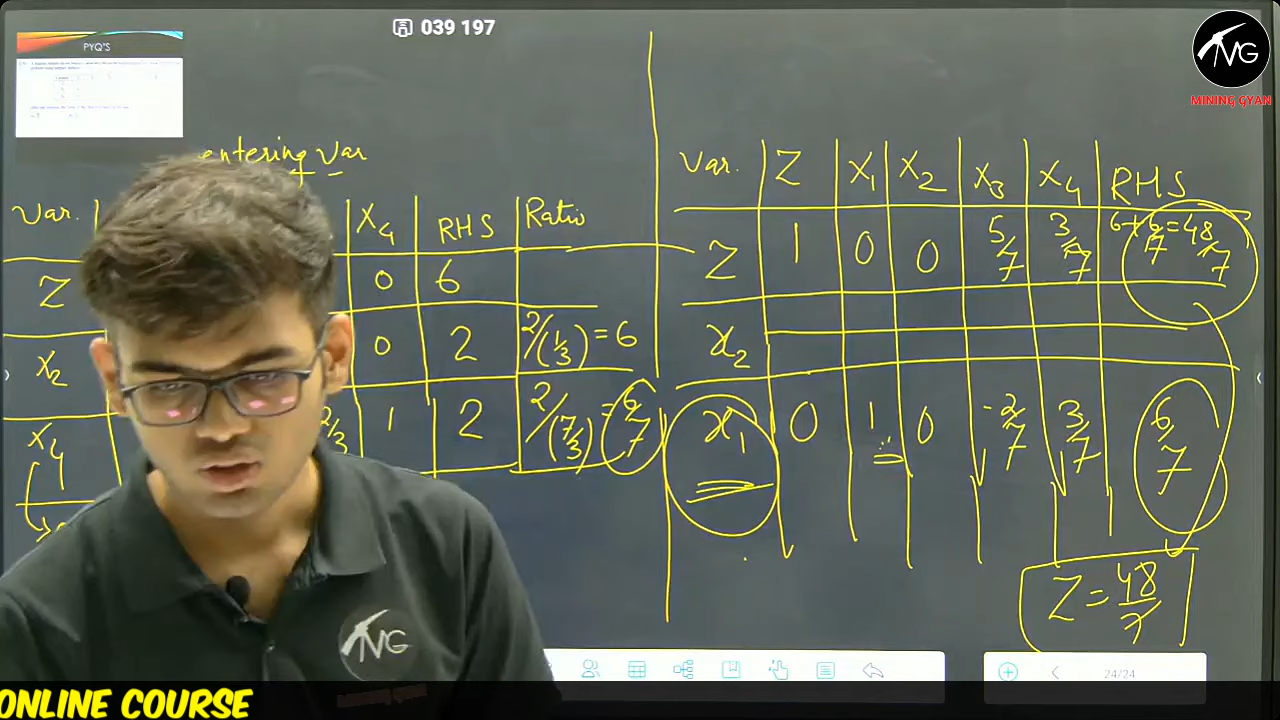 039 197
PYQ'S
MG
MINING GYAN
entering var
Var. X4 RHS Ratio
Z 0 6
X2 0 2 2/(1/3) = 6
X4 2/3 1 2 2/(7/3) = 6/7
Var. Z X1 X2 X3 X4 RHS
Z 1 0 0 5/7 3/7 6+6/7=48/7
x2
x1 0 1 0 -2/7 3/7 6/7
Z = 48/7
24/24
MG
ONLINE COURSE